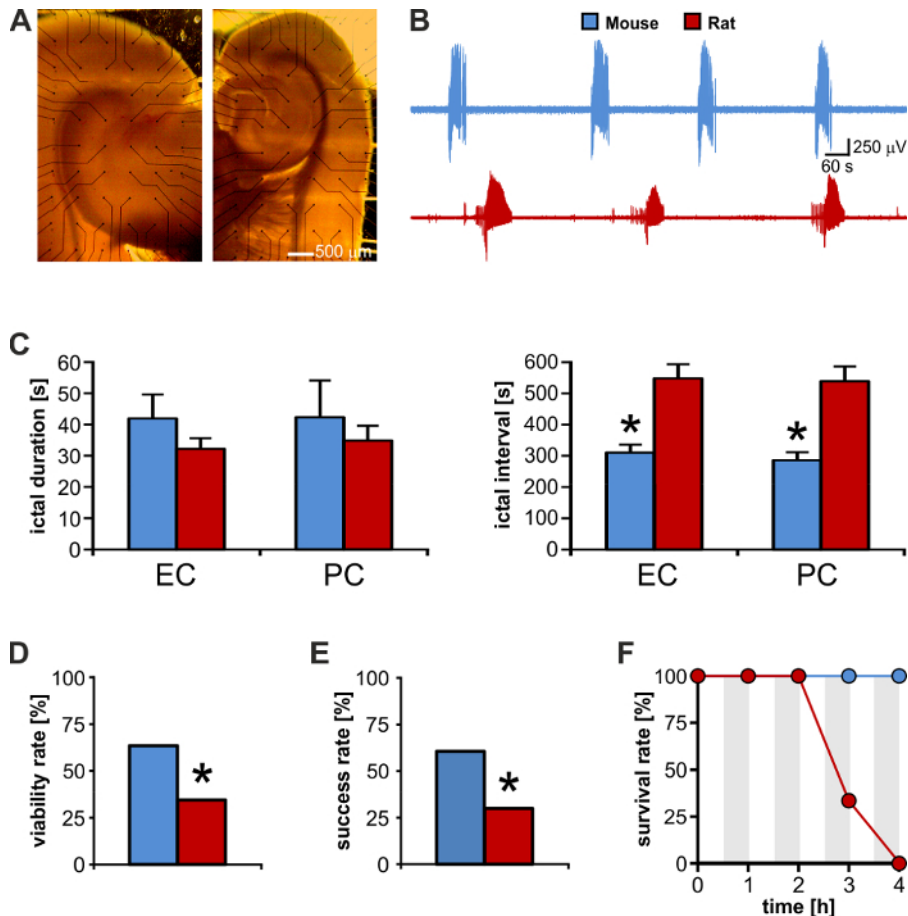 A
500 µm
B
Mouse Rat
250 µV
60 s
C
ictal duration [s]
60
50
40
30
20
10
0
EC PC
ictal interval [s]
600
500
400
300
200
100
0
EC PC
D
viability rate [%]
100
75
50
25
0
*
E
success rate [%]
100
75
50
25
0
*
F
survival rate [%]
100
75
50
25
0
0 1 2 3 4
time [h]